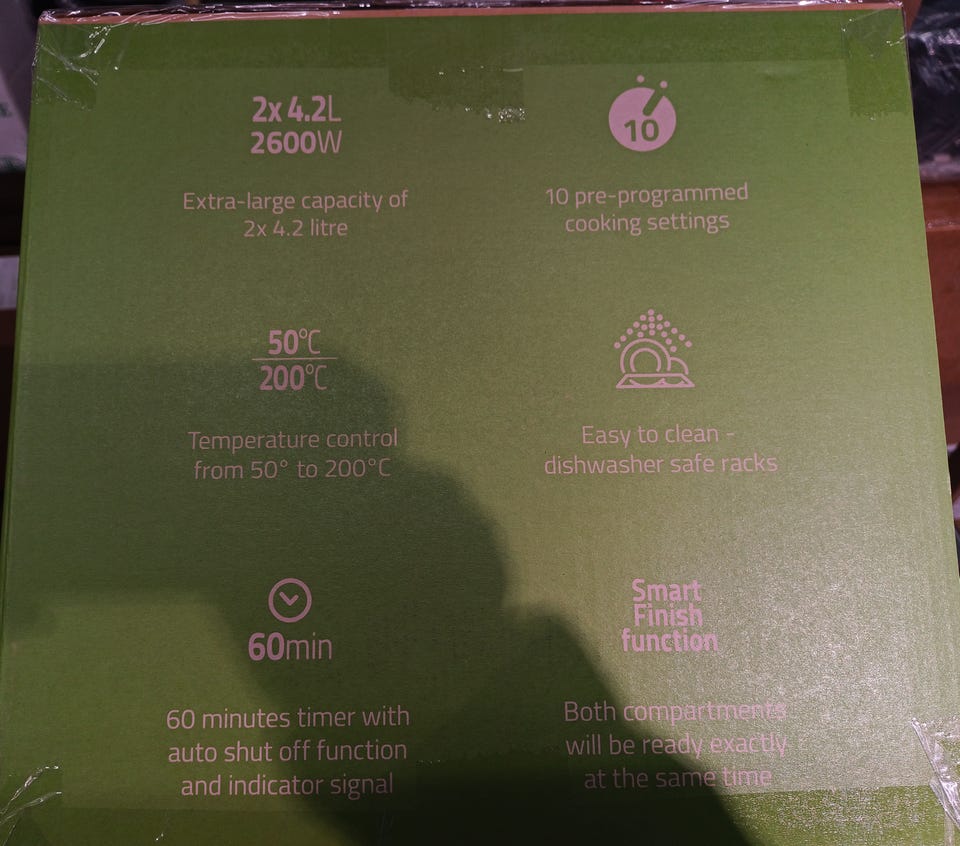 2x 4.2L
2600W
Extra-large capacity of
2x 4.2 litre
10
10 pre-programmed
cooking settings
50°C
200°C
Temperature control
from 50° to 200°C
Easy to clean -
dishwasher safe racks
60min
60 minutes timer with
auto shut off function
and indicator signal
Smart
Finish
function
Both compartments
will be ready exactly
at the same time